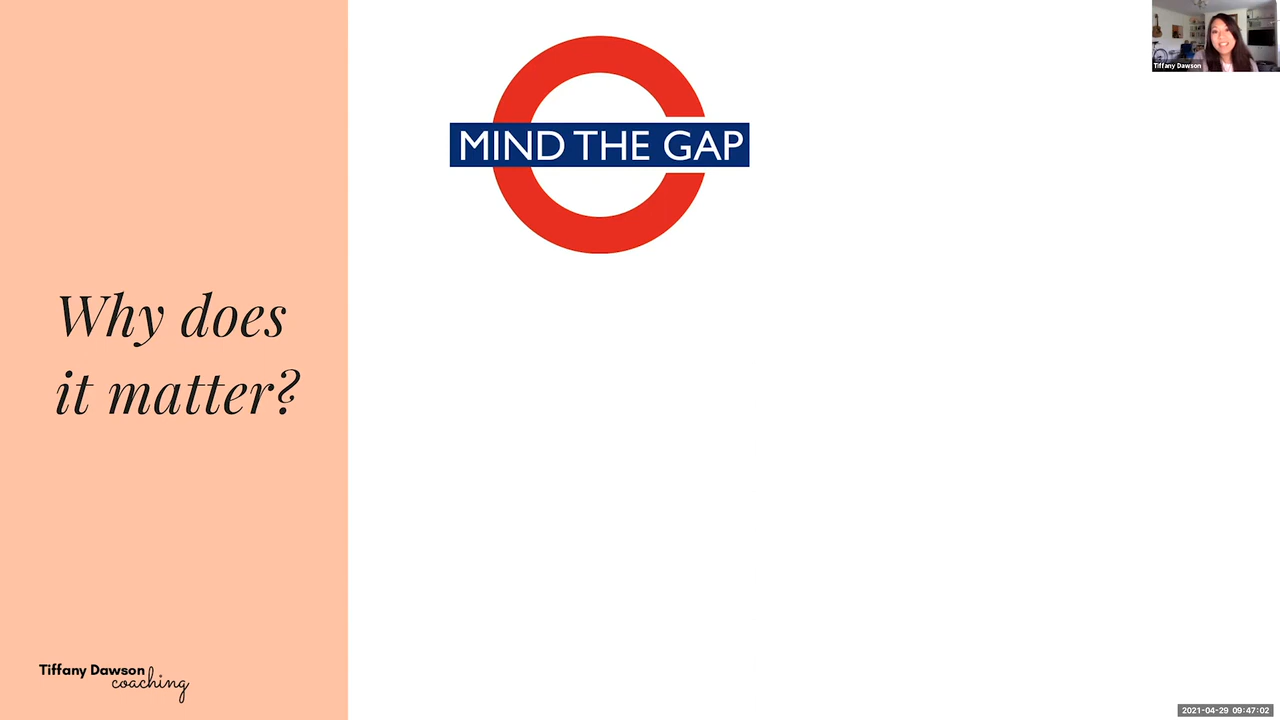 MIND THE GAP
Tiffany Dawson
Why does
it matter?
Tiffany Dawson
coaching
2021-04-29 09:47:02